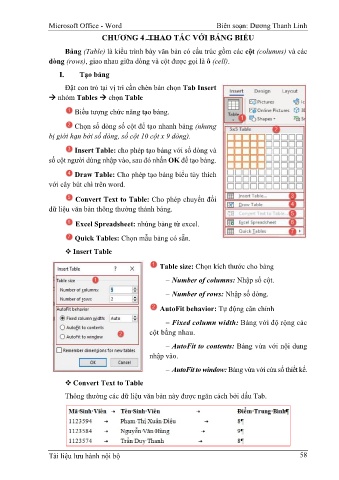 Microsoft Office - Word Biên soạn: Dương Thanh Linh
CHƯƠNG 4. THAO TÁC VỚI BẢNG BIỂU
Bảng (Table) là kiểu trình bày văn bản có cấu trúc gồm các cột (columns) và các
dòng (rows), giao nhau giữa dòng và cột được gọi là ô (cell).
I. Tạo bảng
Đặt con trỏ tại vị trí cần chèn bán chọn Tab Insert
→ nhóm Tables → chọn Table
1 Biểu tượng chức năng tạo bảng.
2 Chọn số dòng số cột để tạo nhanh bảng (nhưng
bị giới hạn bởi số dòng, số cột 10 cột x 9 dòng).
3 Insert Table: cho phép tạo bảng với số dòng và
số cột người dùng nhập vào, sau đó nhấn OK để tạo bảng.
4 Draw Table: Cho phép tạo bảng biểu tùy thích
với cây bút chì trên word.
5 Convert Text to Table: Cho phép chuyển đổi
dữ liệu văn bản thông thường thành bảng.
Excel Spreadsheet: nhúng bảng từ excel.
7 Quick Tables: Chọn mẫu bảng có sẵn.
Insert Design Layout
Pictures
Online Pictures
Table
Shapes
1
2
3x5 Table
Insert Table... 3
Draw Table 4
Convert Text to Table... 5
Excel Spreadsheet 6
Quick Tables 7
❖ Insert Table
Insert Table ? ×
Table size 1
Number of columns: 5
Number of rows: 2
AutoFit behavior
Fixed column width: Auto
AutoFit to contents
AutoFit to window 2
Remember dimensions for new tables
OK Cancel
1 Table size: Chọn kích thước cho bảng
– Number of columns: Nhập số cột.
– Number of rows: Nhập số dòng.
2 AutoFit behavior: Tự động căn chỉnh
– Fixed column width: Bảng với độ rộng các
cột bằng nhau.
– AutoFit to contents: Bảng vừa với nội dung
nhập vào.
– AutoFit to window: Bảng vừa với cửa sổ thiết kế.
❖ Convert Text to Table
Thông thường các dữ liệu văn bản này được ngăn cách bởi dấu Tab.
Mã Sinh Viên → Tên Sinh Viên → Điểm Trung Bình¶
1123594 → Phạm Thị Xuân Diệu → 8¶
1123584 → Nguyễn Văn Hùng → 9¶
1123574 → Trần Duy Thanh → 8¶
Tài liệu lưu hành nội bộ 58